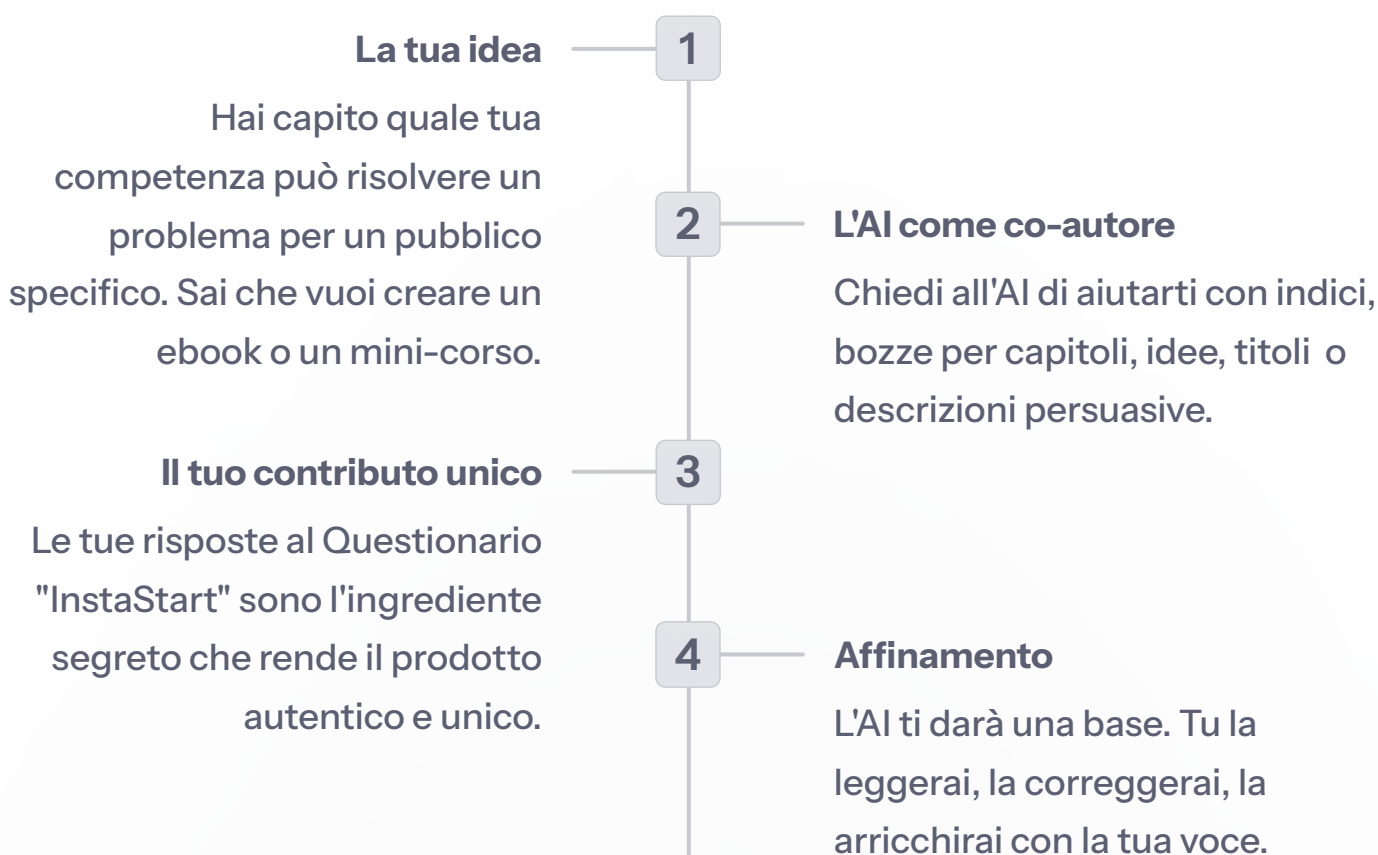 1
La tua idea
Hai capito quale tua
competenza può risolvere un
problema per un pubblico
specifico. Sai che vuoi creare un
ebook o un mini-corso.
2
L'AI come co-autore
Chiedi all'AI di aiutarti con indici,
bozze per capitoli, idee, titoli  o
descrizioni persuasive.
3
Il tuo contributo unico
Le tue risposte al Questionario
"InstaStart" sono l'ingrediente
segreto che rende il prodotto
autentico e unico.
4
Affinamento
L'AI ti darà una base. Tu la
leggerai, la correggerai, la
arricchirai con la tua voce.